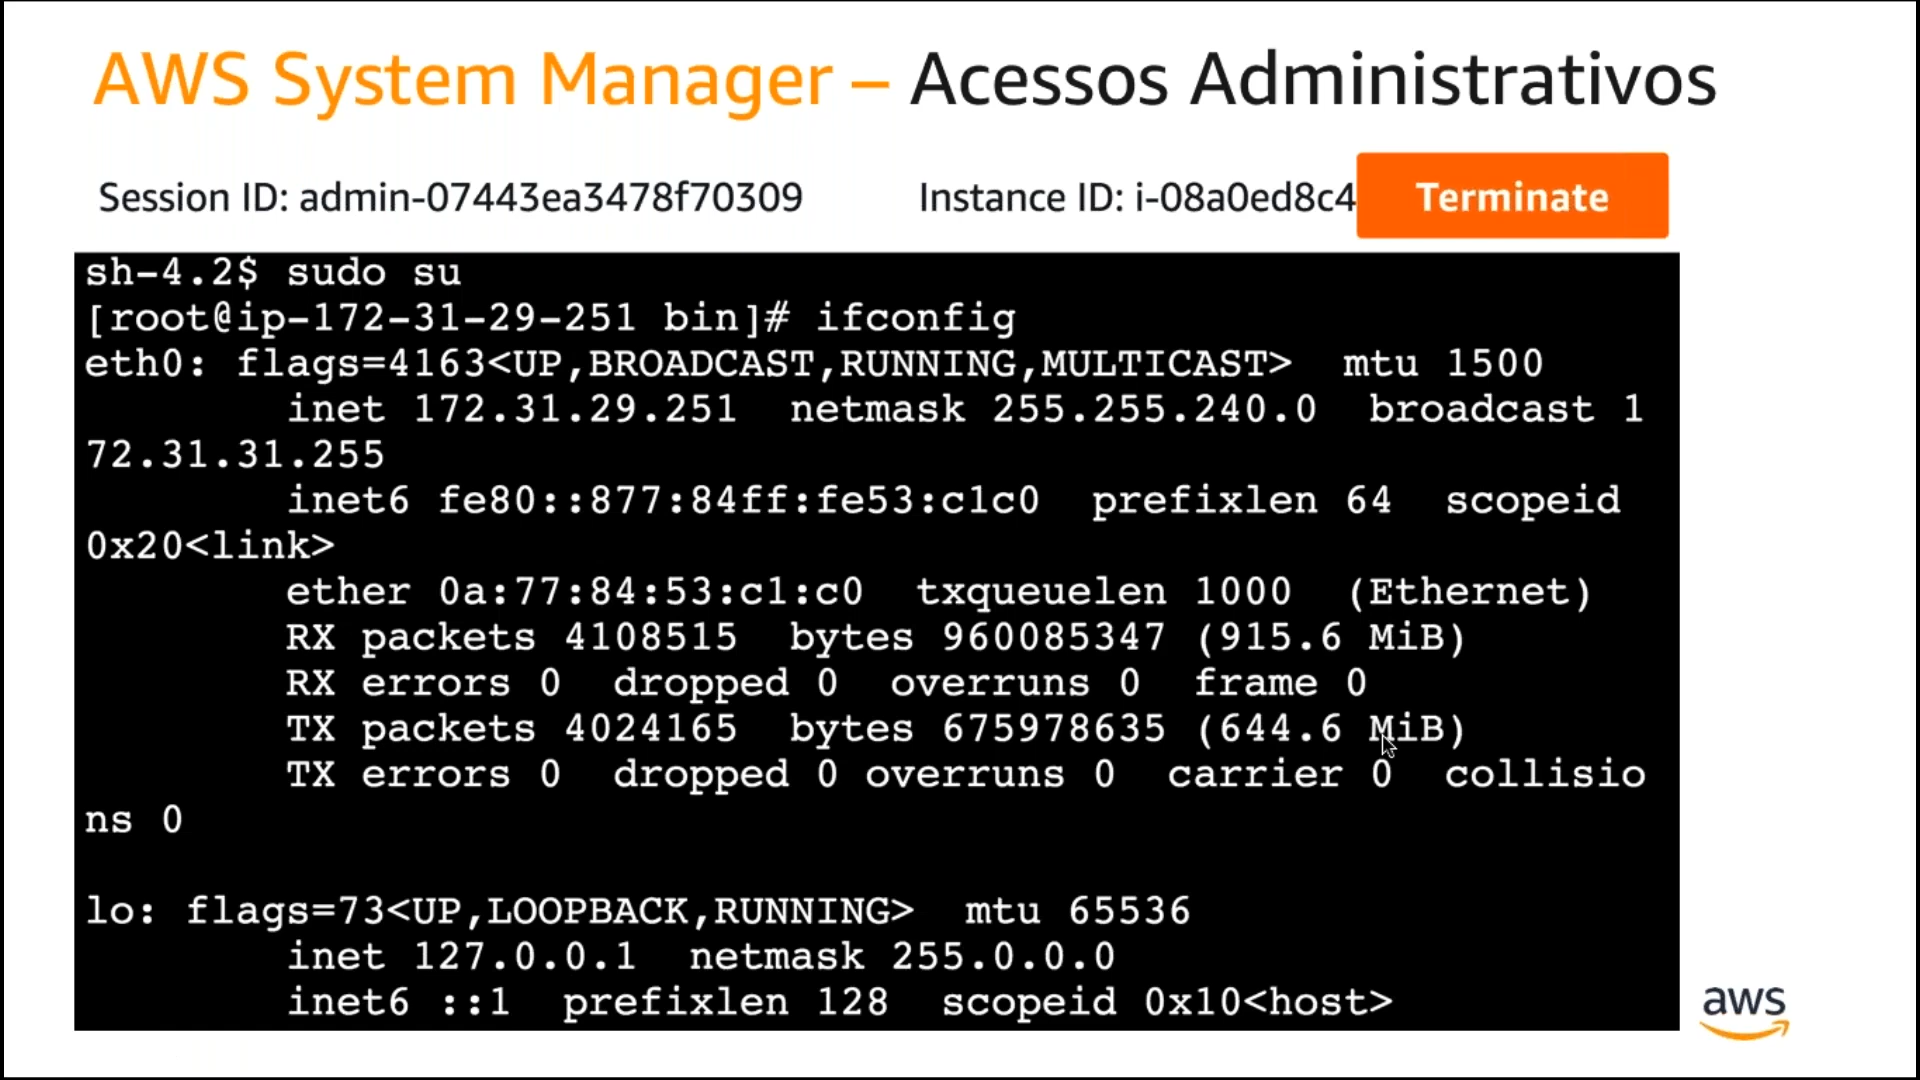 AWS System Manager – Acessos Administrativos
Session ID: admin-07443ea3478f70309 Instance ID: i-08a0ed8c4 Terminate
sh-4.2$ sudo su
[root@ip-172-31-29-251 bin]# ifconfig
eth0: flags=4163<UP,BROADCAST,RUNNING,MULTICAST>  mtu 1500
        inet 172.31.29.251  netmask 255.255.240.0  broadcast 1
72.31.31.255
        inet6 fe80::877:84ff:fe53:c1c0  prefixlen 64  scopeid
0x20<link>
        ether 0a:77:84:53:c1:c0  txqueuelen 1000  (Ethernet)
        RX packets 4108515  bytes 960085347 (915.6 MiB)
        RX errors 0  dropped 0  overruns 0  frame 0
        TX packets 4024165  bytes 675978635 (644.6 MiB)
        TX errors 0  dropped 0 overruns 0  carrier 0  collisio
ns 0
lo: flags=73<UP,LOOPBACK,RUNNING>  mtu 65536
        inet 127.0.0.1  netmask 255.0.0.0
        inet6 ::1  prefixlen 128  scopeid 0x10<host>
aws